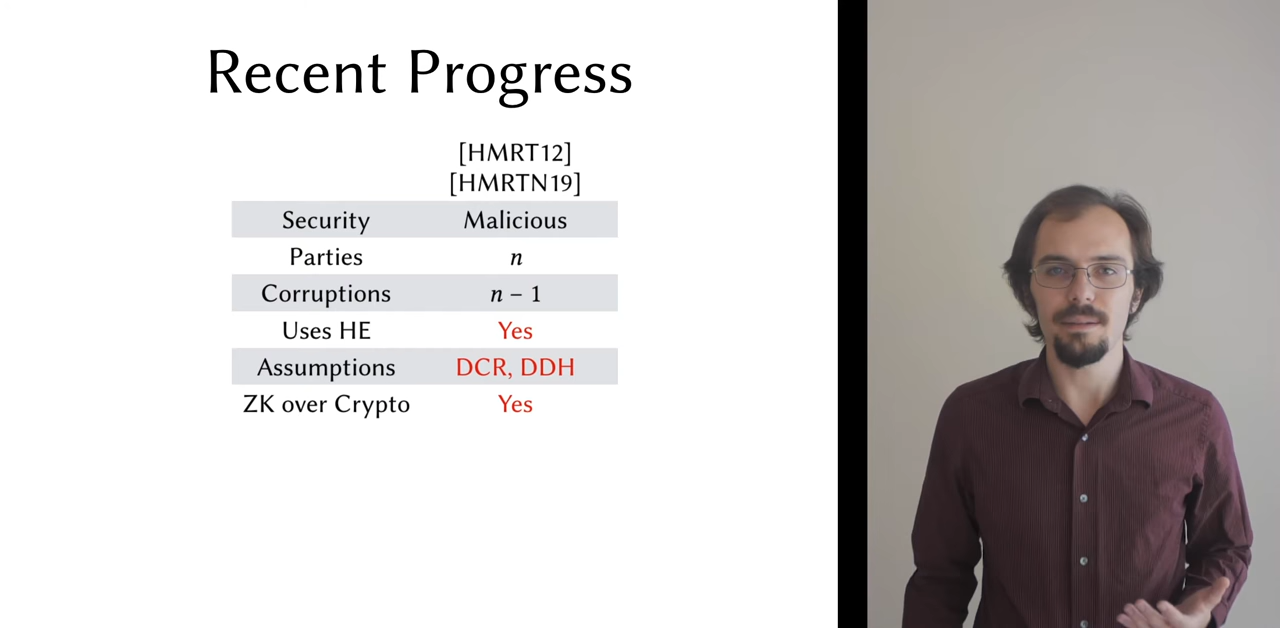 Recent Progress
[HMRT12]
[HMRTN19]
Security Malicious
Parties n
Corruptions n – 1
Uses HE Yes
Assumptions DCR, DDH
ZK over Crypto Yes